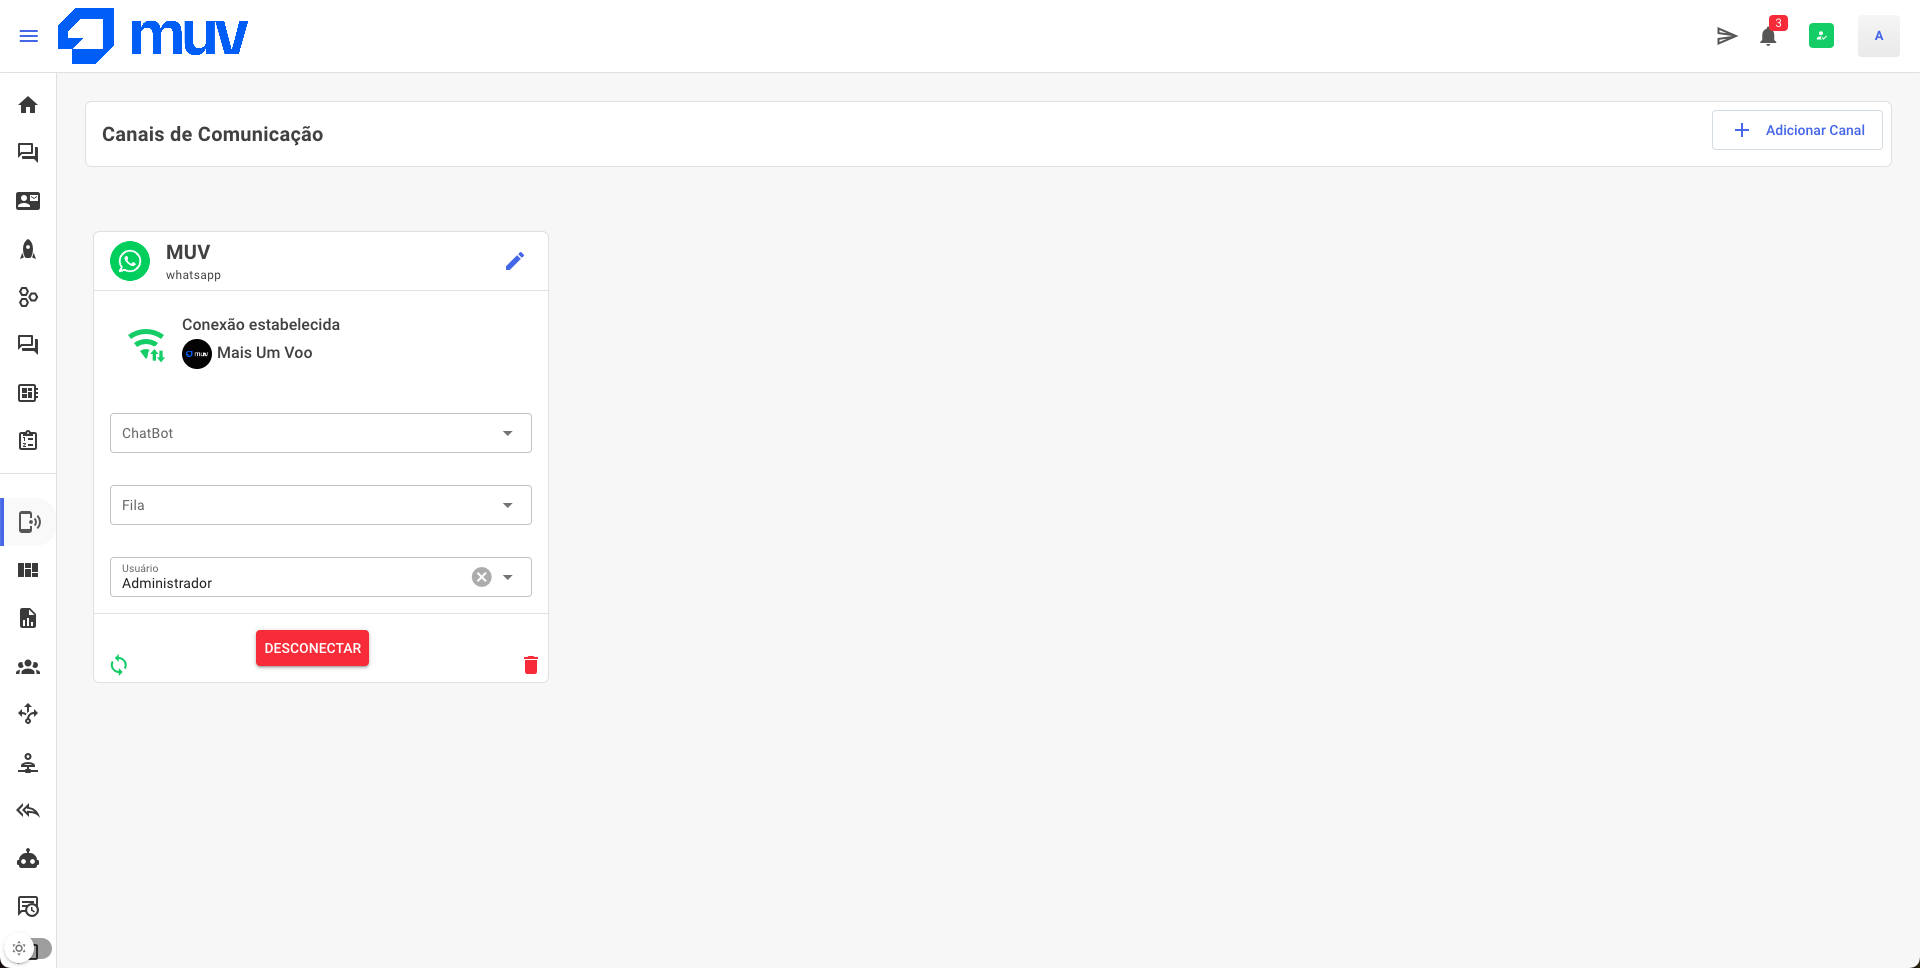 muv
3
A
Canais de Comunicação
Adicionar Canal
MUV
whatsapp
Conexão estabelecida
muv
Mais Um Voo
ChatBot
Fila
Usuário
Administrador
DESCONECTAR